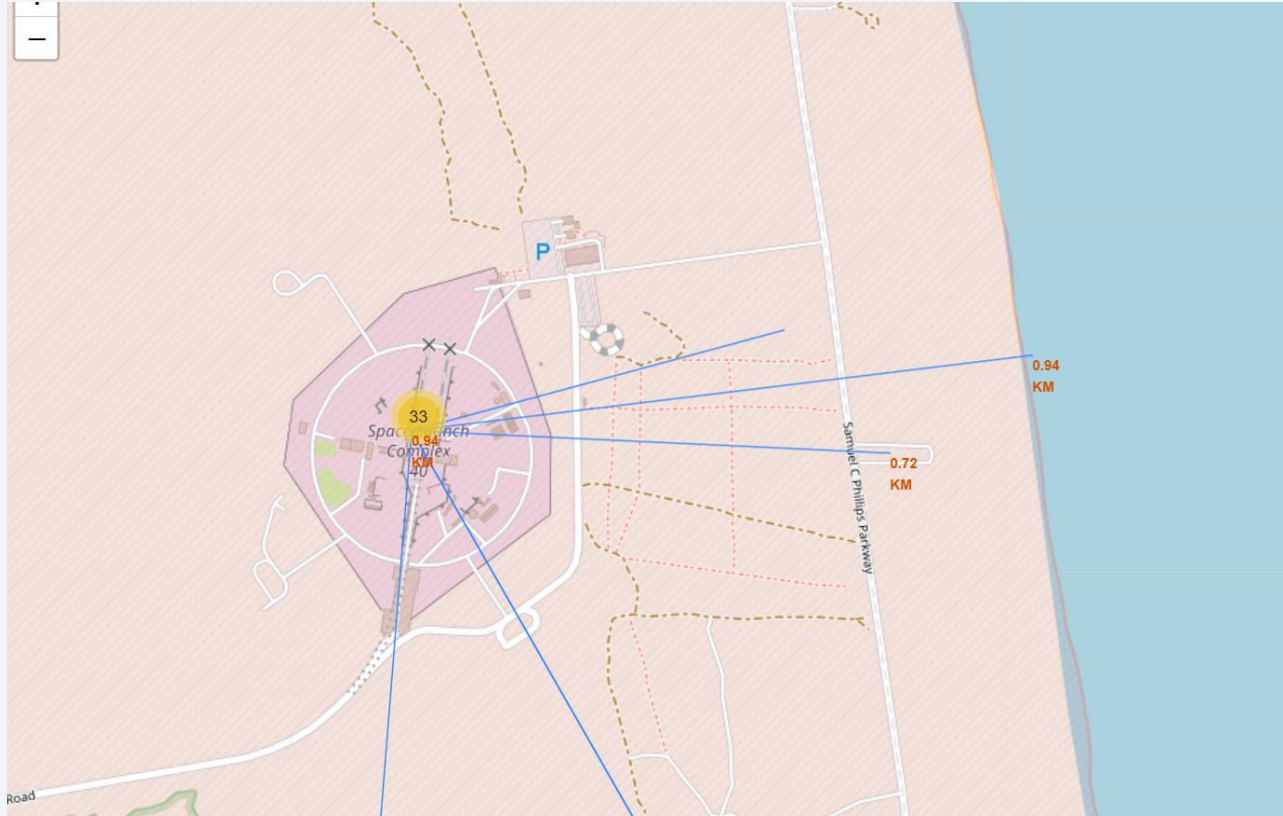 −
P
33
Space Launch
0.94
Complex
KM
40
0.94
KM
0.72
KM
Samuel C Phillips Parkway
Road